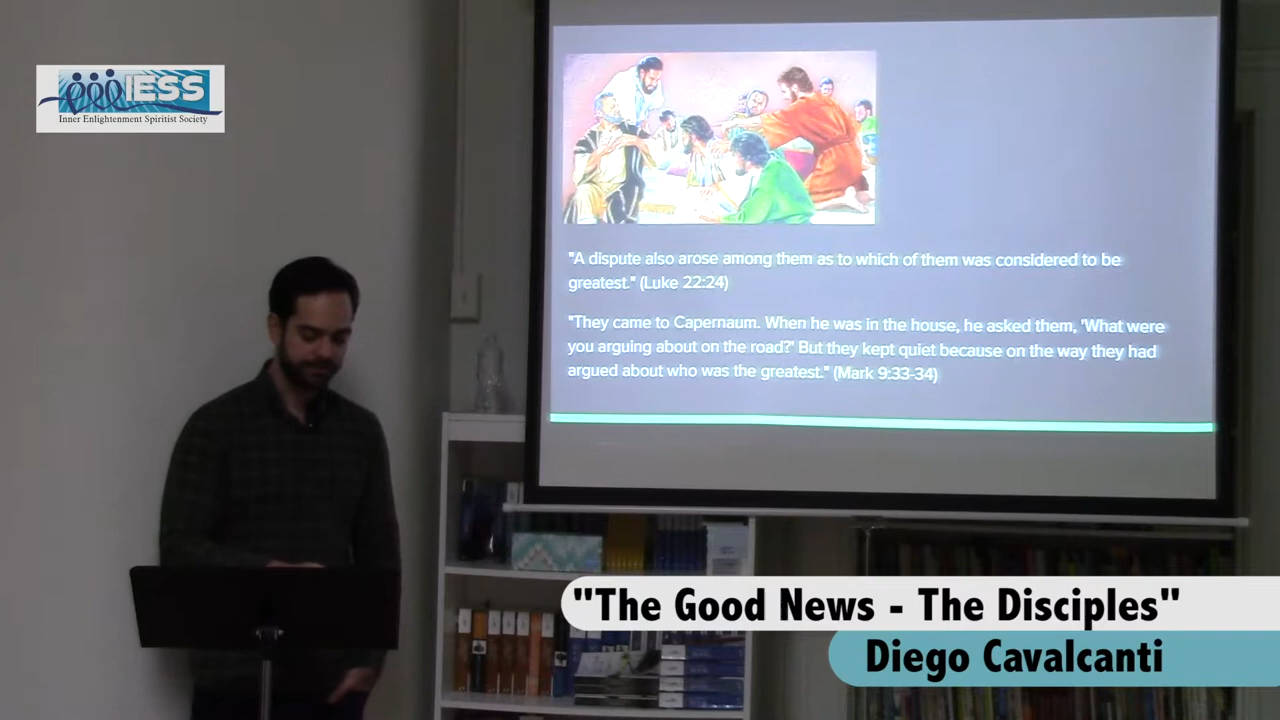 IESS
Inner Enlightenment Spiritist Society
"A dispute also arose among them as to which of them was considered to be
greatest." (Luke 22:24)
"They came to Capernaum. When he was in the house, he asked them, 'What were
you arguing about on the road?' But they kept quiet because on the way they had
argued about who was the greatest." (Mark 9:33-34)
"The Good News - The Disciples"
Diego Cavalcanti